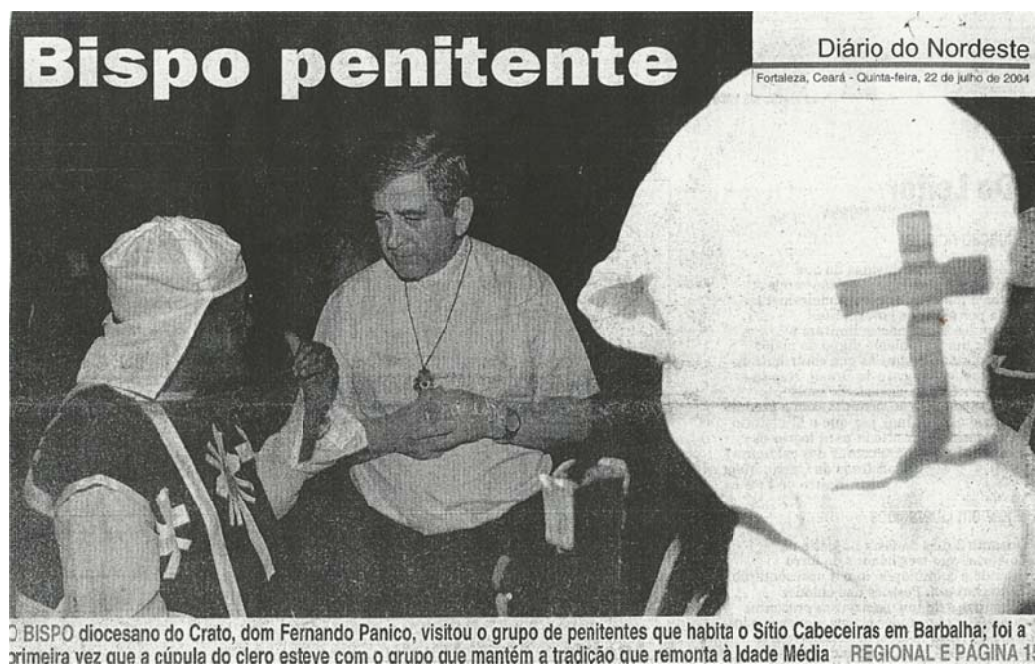 Bispo penitente
Diário do Nordeste
Fortaleza, Ceará - Quinta-feira, 22 de julho de 2004
O BISPO diocesano do Crato, dom Fernando Panico, visitou o grupo de penitentes que habita o Sítio Cabeceiras em Barbalha; foi a
primeira vez que a cúpula do clero esteve com o grupo que mantém a tradição que remonta à Idade Média REGIONAL E PÁGINA 1